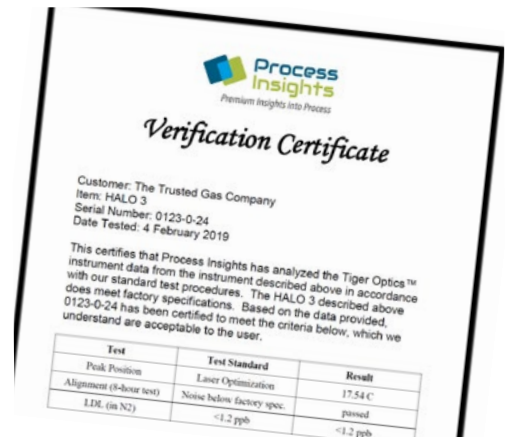 Process
Insights
Premium Insights into Process
Verification Certificate
Customer: The Trusted Gas Company
Item: HALO 3
Serial Number: 0123-0-24
Date Tested: 4 February 2019
This certifies that Process Insights has analyzed the Tiger Optics™
instrument data from the instrument described above in accordance
with our standard test procedures. The HALO 3 described above
does meet factory specifications. Based on the data provided,
0123-0-24 has been certified to meet the criteria below, which we
understand are acceptable to the user.
Test Test Standard Result
Peak Position Laser Optimization 17.54 C
Alignment (8-hour test) Noise below factory spec. passed
LDL (in N2) <1.2 ppb <1.2 ppb